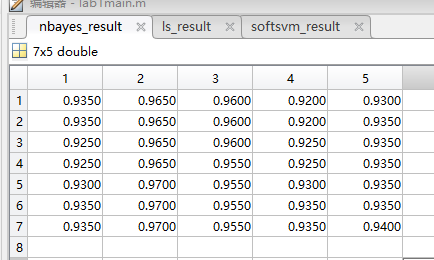 编辑器 - lab1main.m
nbayes_result × ls_result × softsvm_result ×
7x5 double
1 2 3 4 5
1 0.9350 0.9650 0.9600 0.9200 0.9300
2 0.9350 0.9650 0.9600 0.9200 0.9350
3 0.9250 0.9650 0.9600 0.9250 0.9350
4 0.9250 0.9650 0.9550 0.9250 0.9350
5 0.9300 0.9700 0.9550 0.9300 0.9350
6 0.9350 0.9700 0.9550 0.9350 0.9350
7 0.9350 0.9700 0.9550 0.9350 0.9400
8